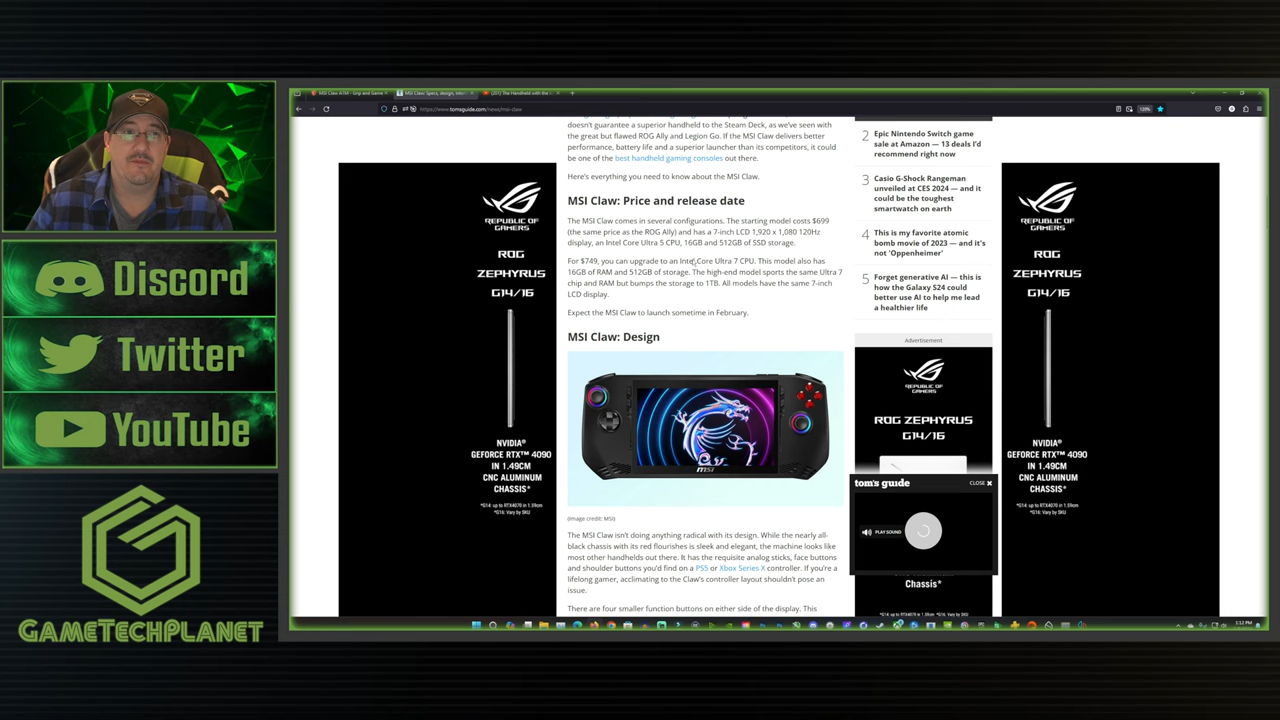 Discord
Twitter
YouTube
GAMETECHPLANET
https://www.tomsguide.com/news/msi-claw
120%
doesn't guarantee a superior handheld to the Steam Deck, as we've seen with
the great but flawed ROG Ally and Legion Go. If the MSI Claw delivers better
performance, battery life and a superior launcher than its competitors, it could
be one of the best handheld gaming consoles out there.
Here's everything you need to know about the MSI Claw.
MSI Claw: Price and release date
The MSI Claw comes in several configurations. The starting model costs $699
(the same price as the ROG Ally) and has a 7-inch LCD 1,920 x 1,080 120Hz
display, an Intel Core Ultra 5 CPU, 16GB and 512GB of SSD storage.
For $749, you can upgrade to an Intel Core Ultra 7 CPU. This model also has
16GB of RAM and 512GB of storage. The high-end model sports the same Ultra 7
chip and RAM but bumps the storage to 1TB. All models have the same 7-inch
LCD display.
Expect the MSI Claw to launch sometime in February.
MSI Claw: Design
msi
(Image credit: MSI)
The MSI Claw isn't doing anything radical with its design. While the nearly all-
black chassis with its red flourishes is sleek and elegant, the machine looks like
most other handhelds out there. It has the requisite analog sticks, face buttons
and shoulder buttons you'd find on a PS5 or Xbox Series X controller. If you're a
lifelong gamer, acclimating to the Claw's controller layout shouldn't pose an
issue.
There are four smaller function buttons on either side of the display. This
2 Epic Nintendo Switch game
sale at Amazon — 13 deals I'd
recommend right now
3 Casio G-Shock Rangeman
unveiled at CES 2024 — and it
could be the toughest
smartwatch on earth
4 This is my favorite atomic
bomb movie of 2023 — and it's
not 'Oppenheimer'
5 Forget generative AI — this is
how the Galaxy S24 could
better use AI to help me lead
a healthier life
Advertisement
REPUBLIC OF
GAMERS
ROG ZEPHYRUS
G14/16
tom's guide
CLOSE
PLAY SOUND
Chassis*
REPUBLIC OF
GAMERS
ROG
ZEPHYRUS
G14/16
NVIDIA®
GEFORCE RTX™ 4090
IN 1.49CM
CNC ALUMINUM
CHASSIS*
REPUBLIC OF
GAMERS
ROG
ZEPHYRUS
G14/16
NVIDIA®
GEFORCE RTX™ 4090
IN 1.49CM
CNC ALUMINUM
CHASSIS*
1:12 PM